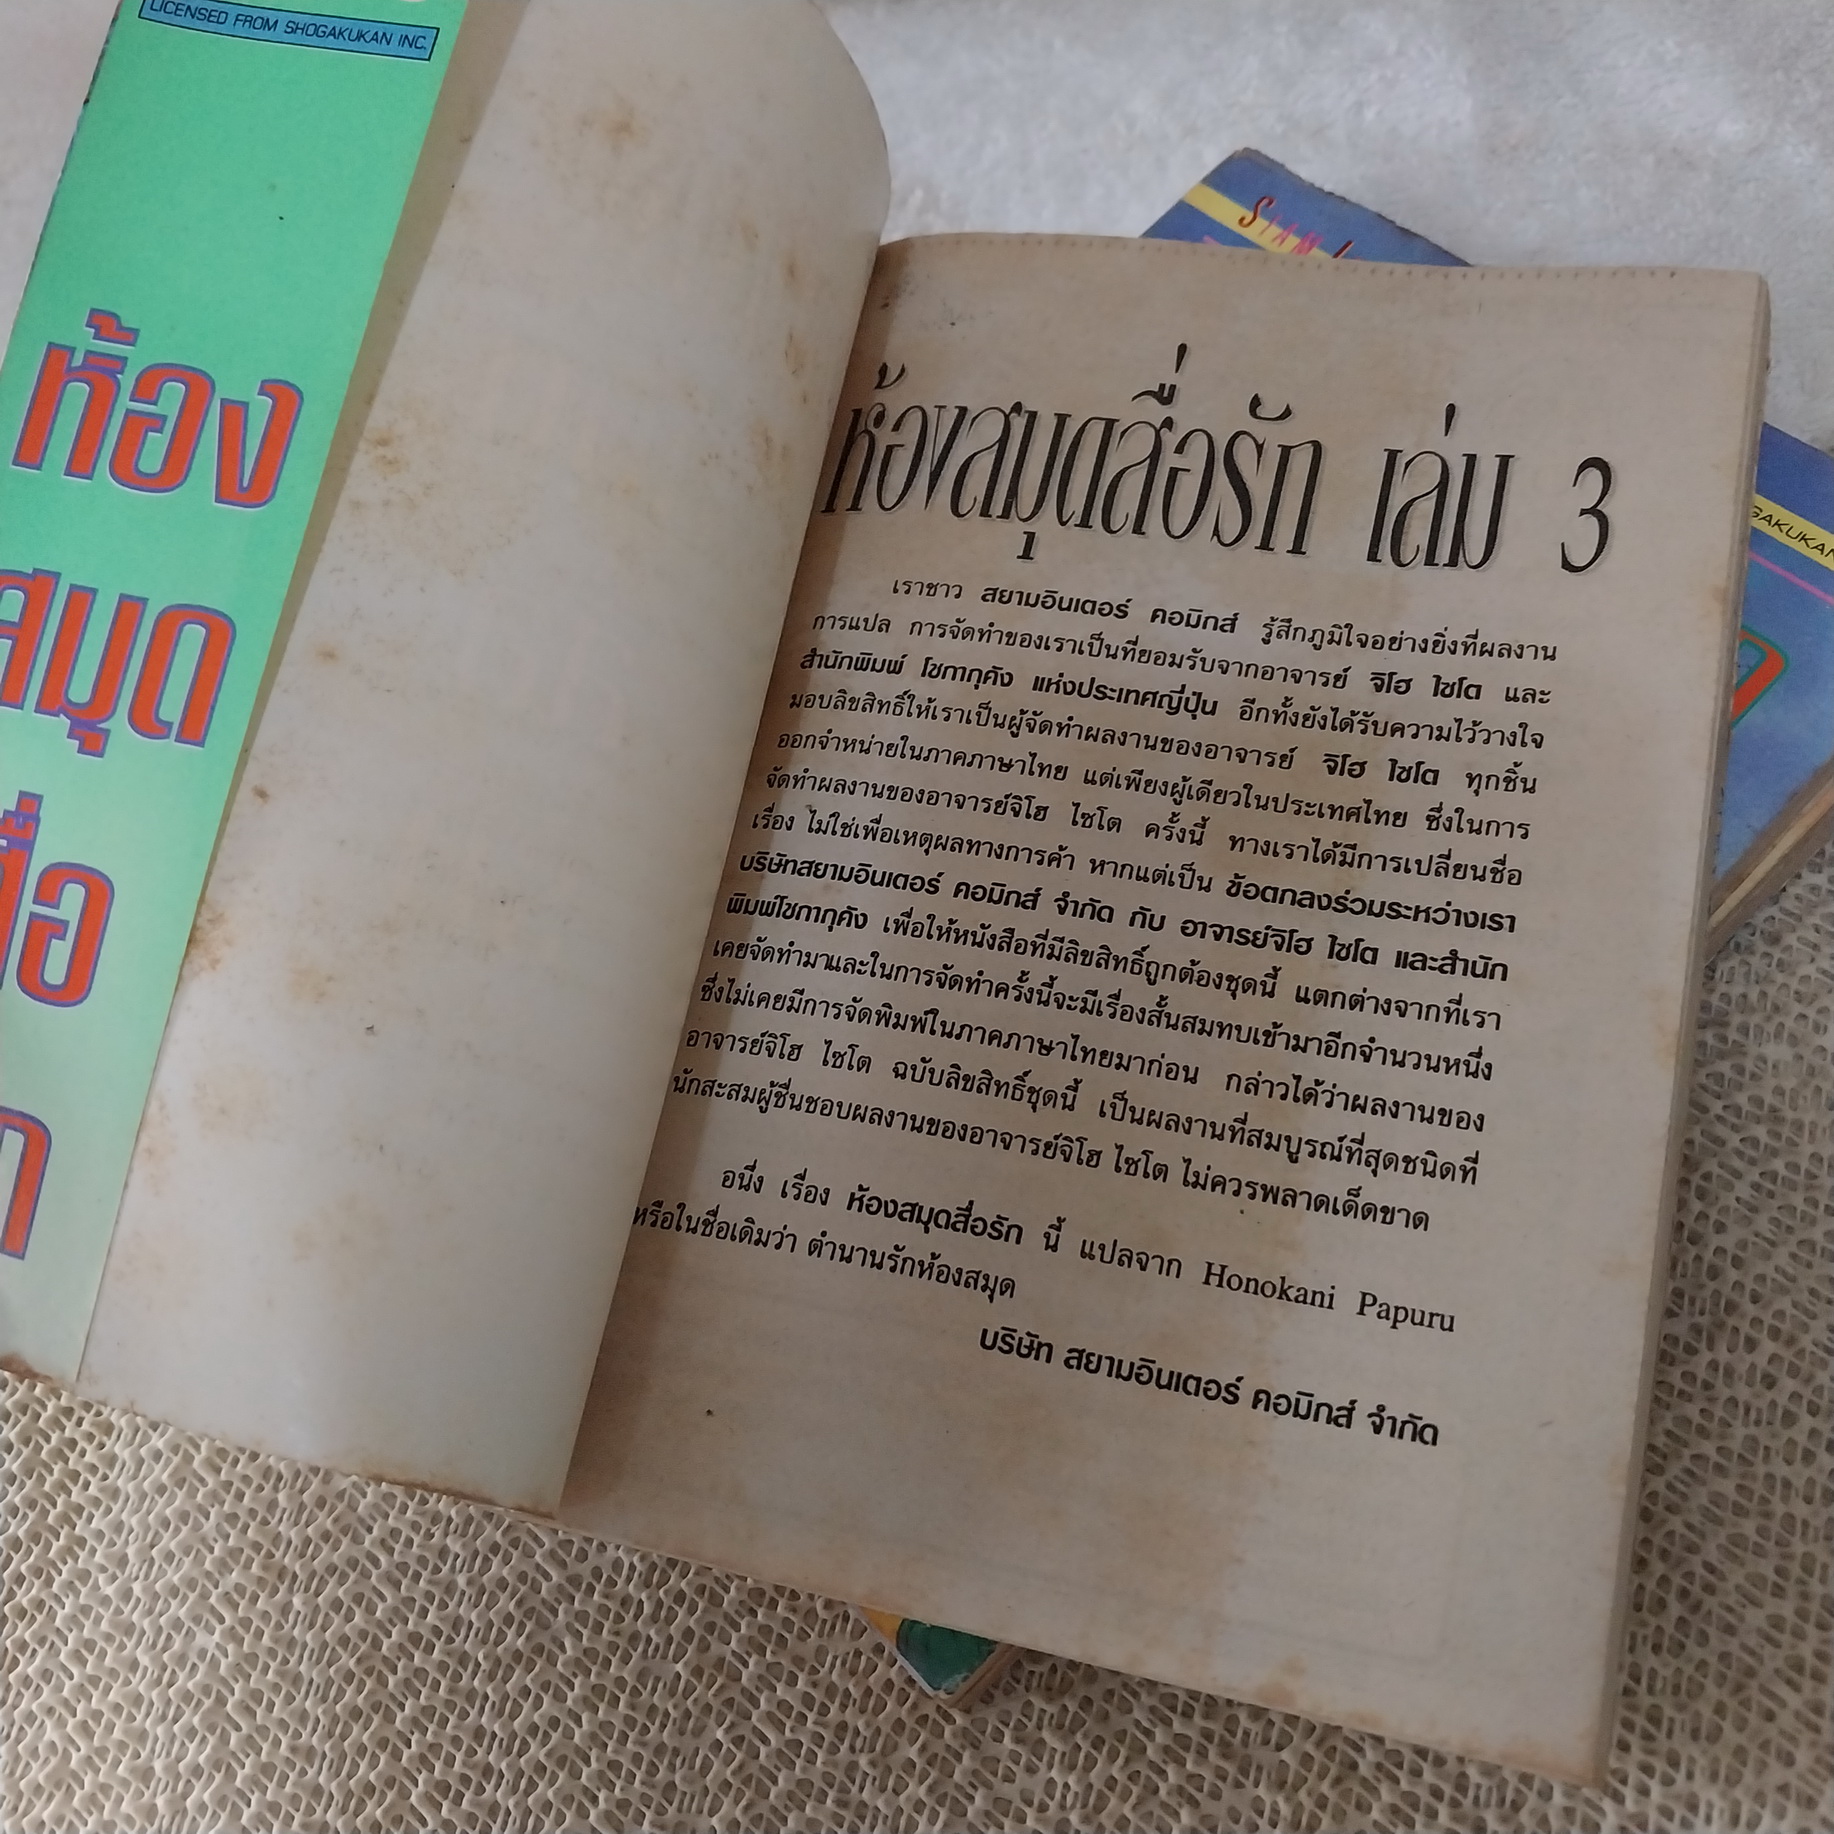 LICENSED FROM SHOGAKUKAN INC.
ห้อง
สมุด
สื่อ
SIAM
GAKUKAN
ห้องสมุดสื่อรัก เล่ม 3
เราชาว สยามอินเตอร์ คอมิกส์ รู้สึกภูมิใจอย่างยิ่งที่ผลงาน
การแปล การจัดทำของเราเป็นที่ยอมรับจากอาจารย์ จิโฮ ไซโต และ
สำนักพิมพ์ โชกากุคัง แห่งประเทศญี่ปุ่น อีกทั้งยังได้รับความไว้วางใจ
มอบลิขสิทธิ์ให้เราเป็นผู้จัดทำผลงานของอาจารย์ จิโฮ ไซโต ทุกชิ้น
ออกจำหน่ายในภาคภาษาไทย แต่เพียงผู้เดียวในประเทศไทย ซึ่งในการ
จัดทำผลงานของอาจารย์จิโฮ ไซโต ครั้งนี้ ทางเราได้มีการเปลี่ยนชื่อ
เรื่อง ไม่ใช่เพื่อเหตุผลทางการค้า หากแต่เป็น ข้อตกลงร่วมระหว่างเรา
บริษัทสยามอินเตอร์ คอมิกส์ จำกัด กับ อาจารย์จิโฮ ไซโต และสำนัก
พิมพ์โชกากุคัง เพื่อให้หนังสือที่มีลิขสิทธิ์ถูกต้องชุดนี้ แตกต่างจากที่เรา
เคยจัดทำมาและในการจัดทำครั้งนี้จะมีเรื่องสั้นสมทบเข้ามาอีกจำนวนหนึ่ง
ซึ่งไม่เคยมีการจัดพิมพ์ในภาคภาษาไทยมาก่อน กล่าวได้ว่าผลงานของ
อาจารย์จิโฮ ไซโต ฉบับลิขสิทธิ์ชุดนี้ เป็นผลงานที่สมบูรณ์ที่สุดชนิดที่
นักสะสมผู้ชื่นชอบผลงานของอาจารย์จิโฮ ไซโต ไม่ควรพลาดเด็ดขาด
อนึ่ง เรื่อง ห้องสมุดสื่อรัก นี้ แปลจาก Honokani Papuru
หรือในชื่อเดิมว่า ตำนานรักห้องสมุด
บริษัท สยามอินเตอร์ คอมิกส์ จำกัด